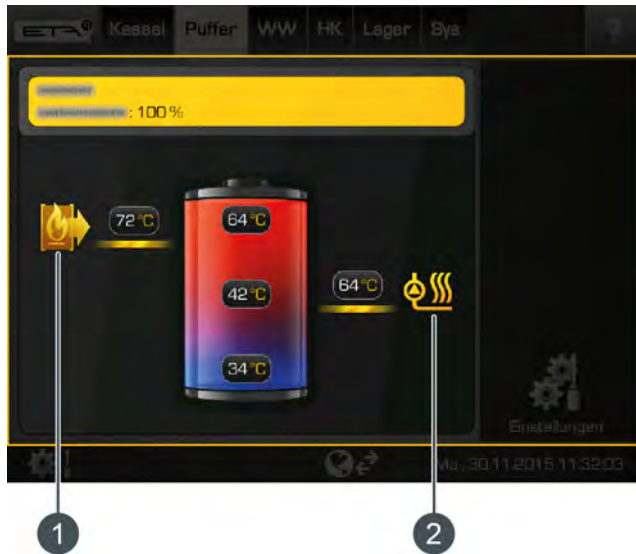 ETA Kessel Puffer WW HK Lager Sys ?
: 100 %
72 °C
64 °C
42 °C
64 °C
34 °C
Einstellungen
Mo, 30.11.2015 11:32:03
1
2